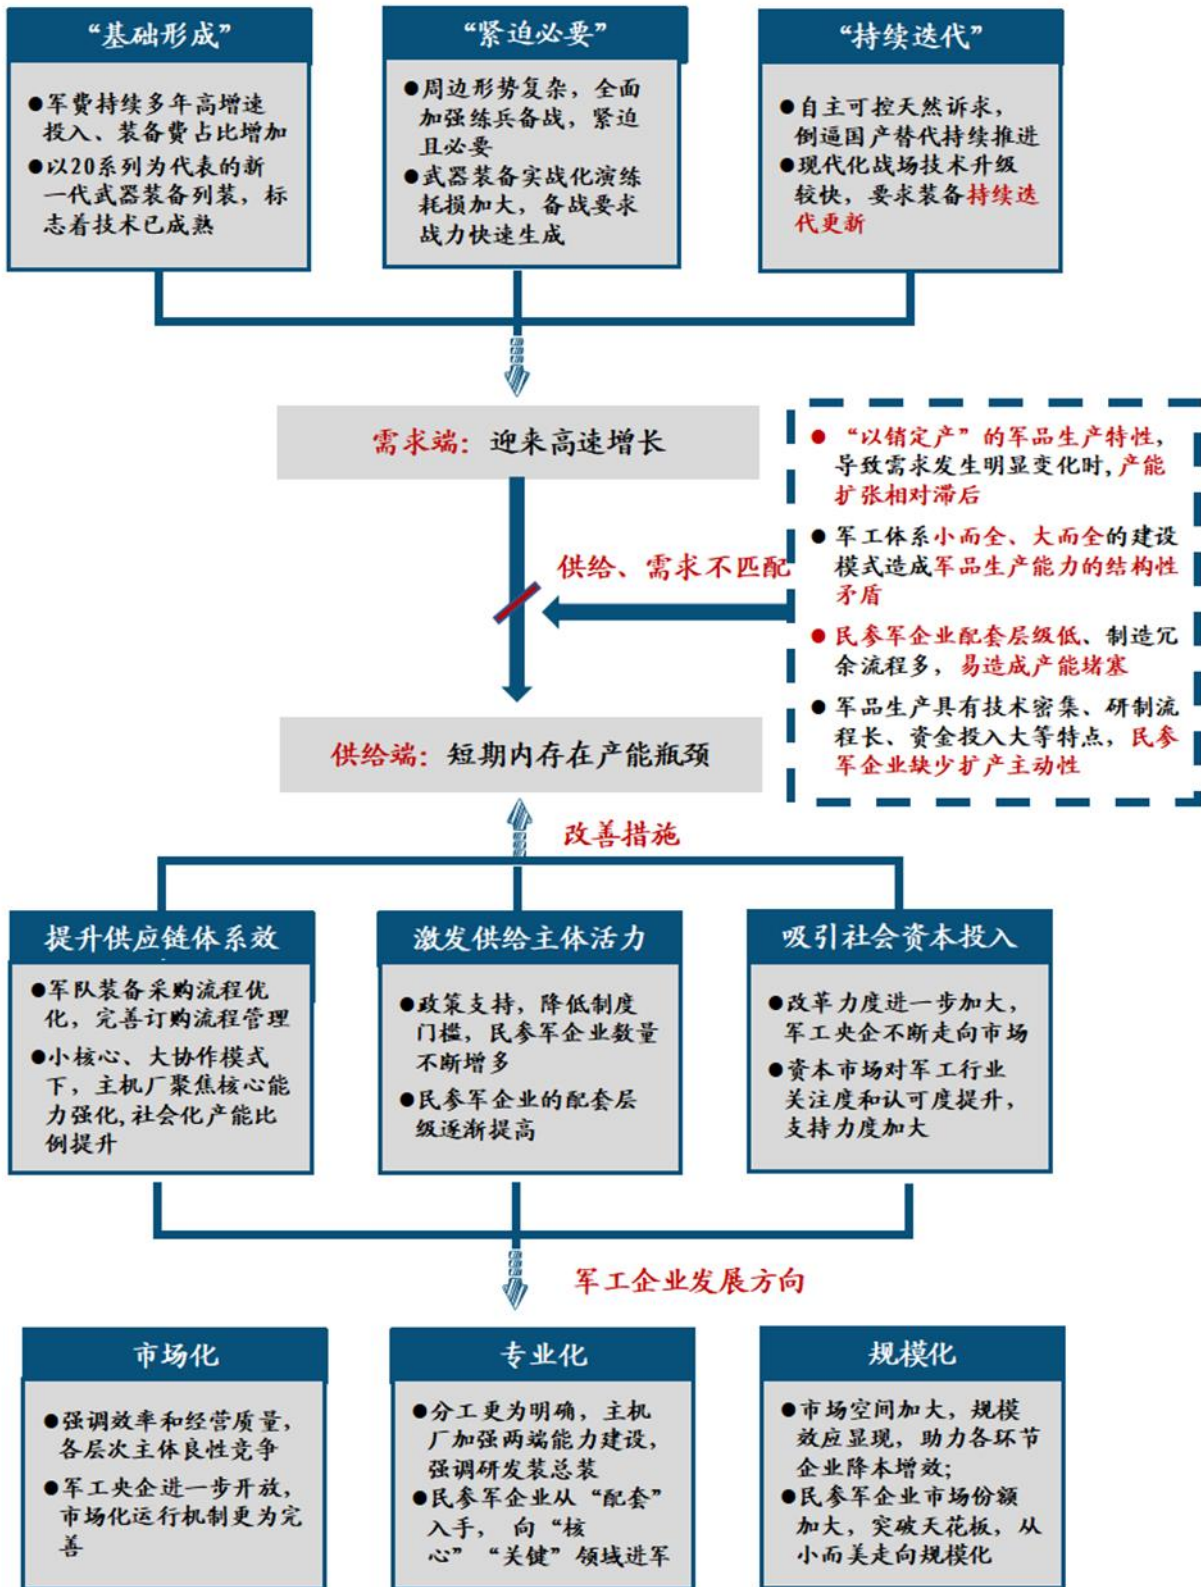 “基础形成”
●军费持续多年高增速
投入、装备费占比增加
●以20系列为代表的新
一代武器装备列装，标
志着技术已成熟
“紧迫必要”
●周边形势复杂，全面
加强练兵备战，紧迫
且必要
●武器装备实战化演练
耗损加大，备战要求
战力快速生成
“持续迭代”
●自主可控天然诉求，
倒逼国产替代持续推进
●现代化战场技术升级
较快，要求装备持续迭
代更新
需求端：迎来高速增长
供给、需求不匹配
●“以销定产”的军品生产特性，
导致需求发生明显变化时,产能
扩张相对滞后
●军工体系小而全、大而全的建设
模式造成军品生产能力的结构性
矛盾
●民参军企业配套层级低、制造冗
余流程多，易造成产能堵塞
●军品生产具有技术密集、研制流
程长、资金投入大等特点，民参
军企业缺少扩产主动性
供给端：短期内存在产能瓶颈
改善措施
提升供应链体系效
●军队装备采购流程优
化，完善订购流程管理
●小核心、大协作模式
下，主机厂聚焦核心能
力强化,社会化产能比
例提升
激发供给主体活力
●政策支持，降低制度
门槛，民参军企业数量
不断增多
●民参军企业的配套层
级逐渐提高
吸引社会资本投入
●改革力度进一步加大，
军工央企不断走向市场
●资本市场对军工行业
关注度和认可度提升，
支持力度加大
军工企业发展方向
市场化
●强调效率和经营质量，
各层次主体良性竞争
●军工央企进一步开放，
市场化运行机制更为完
善
专业化
●分工更为明确，主机
厂加强两端能力建设，
强调研发装总装
●民参军企业从“配套”
入手，向“核
心”“关键”领域进军
规模化
●市场空间加大，规模
效应显现，助力各环节
企业降本增效；
●民参军企业市场份额
加大，突破天花板，从
小而美走向规模化